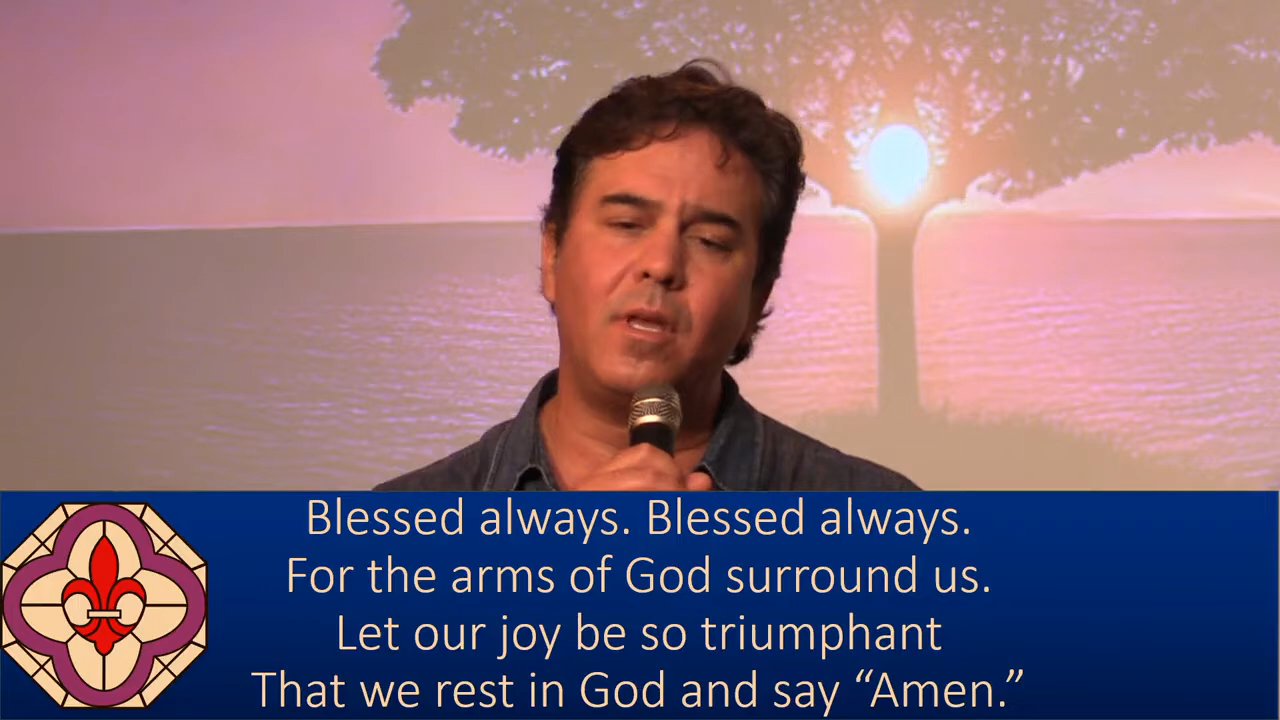 Blessed always. Blessed always.
For the arms of God surround us.
Let our joy be so triumphant
That we rest in God and say “Amen.”